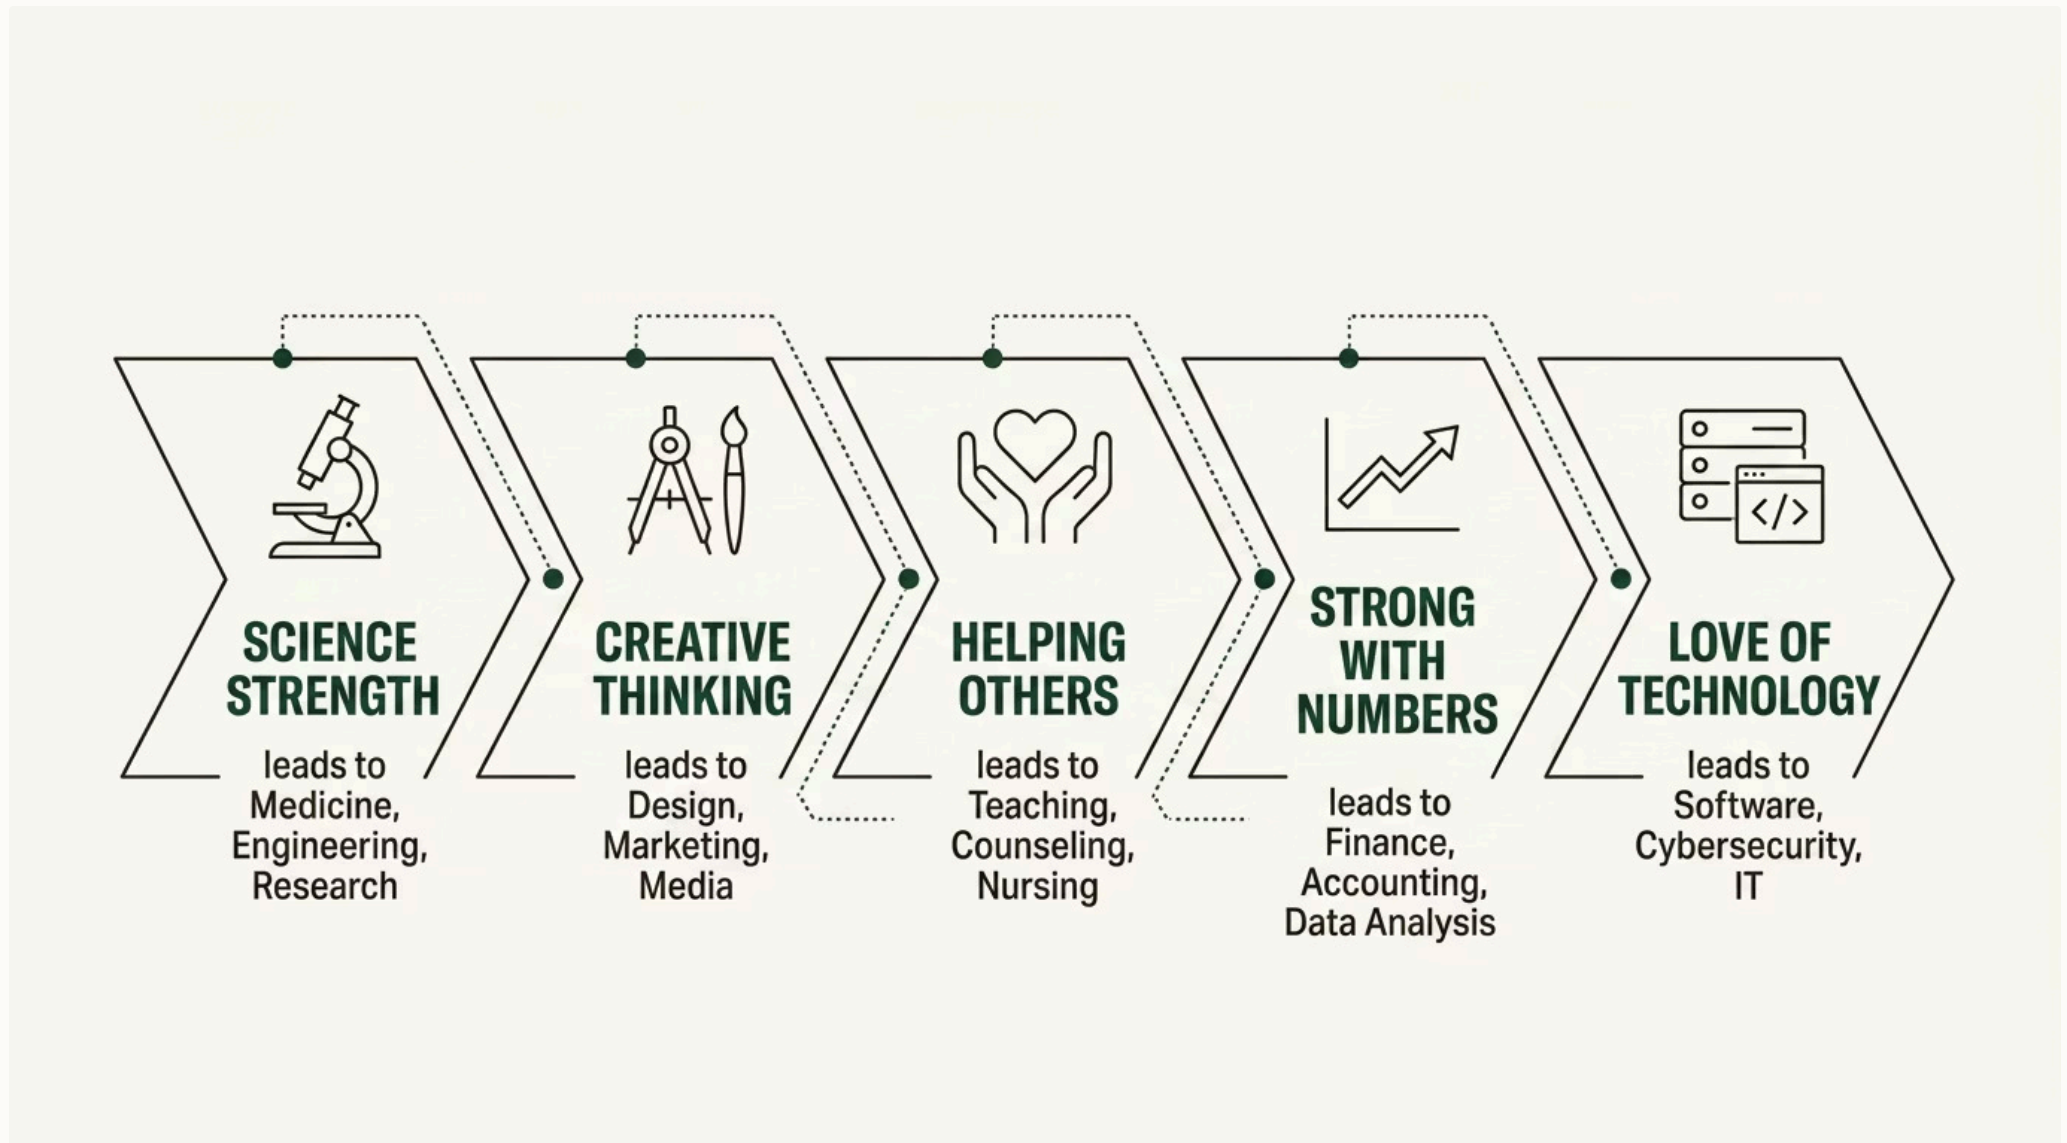 SCIENCE
STRENGTH
leads to
Medicine,
Engineering,
Research
CREATIVE
THINKING
leads to
Design,
Marketing,
Media
HELPING
OTHERS
leads to
Teaching,
Counseling,
Nursing
STRONG
WITH
NUMBERS
leads to
Finance,
Accounting,
Data Analysis
</>
LOVE OF
TECHNOLOGY
leads to
Software,
Cybersecurity,
IT